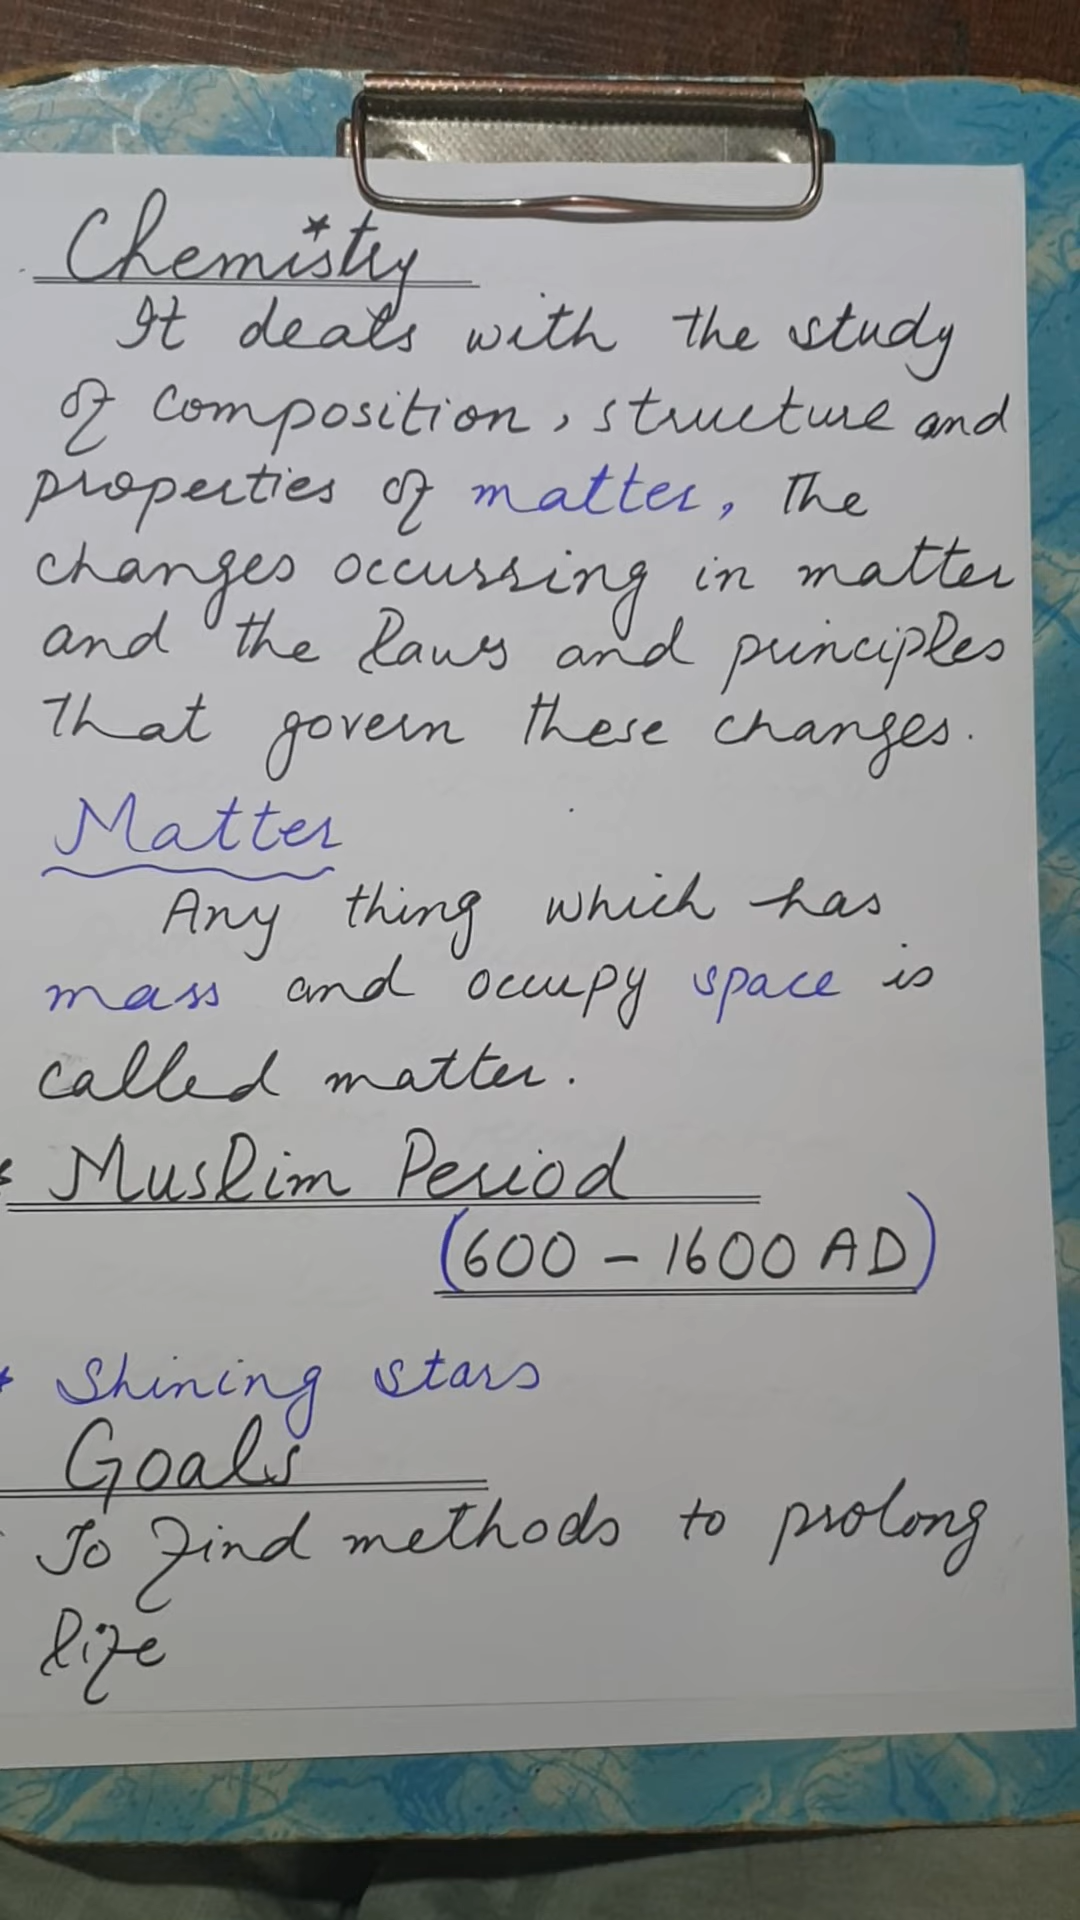 Chemistry
It deals with the study
of composition, structure and
properties of matter, The
changes occurring in matter
and the laws and principles
That govern these changes.
Matter
Any thing which has
mass and occupy space is
called matter.
* Muslim Period
(600 - 1600 AD)
* Shining stars
Goals
To find methods to prolong
life